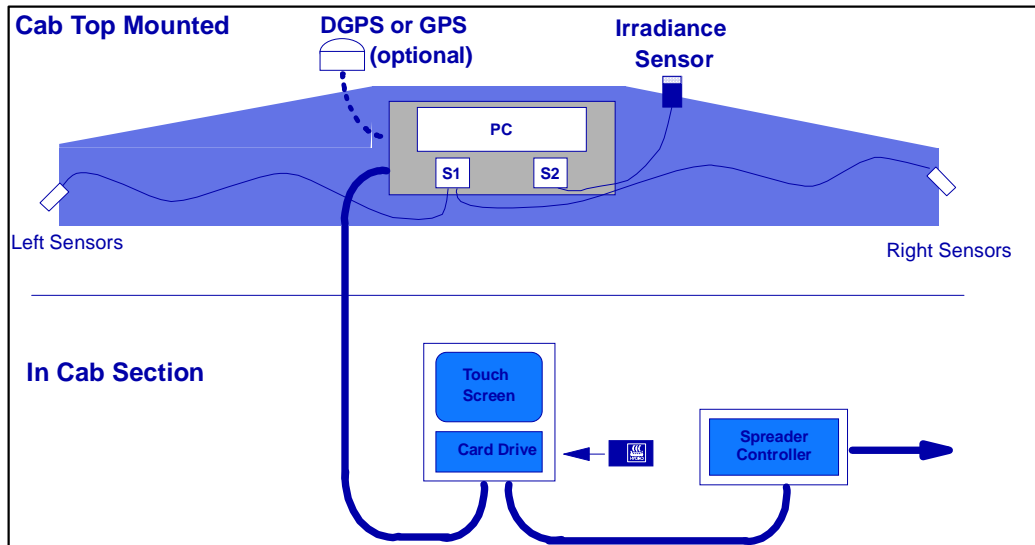 Cab Top Mounted
DGPS or GPS
(optional)
Irradiance
Sensor
PC
S1
S2
Left Sensors
Right Sensors
In Cab Section
Touch
Screen
Card Drive
HYDRO
Spreader
Controller